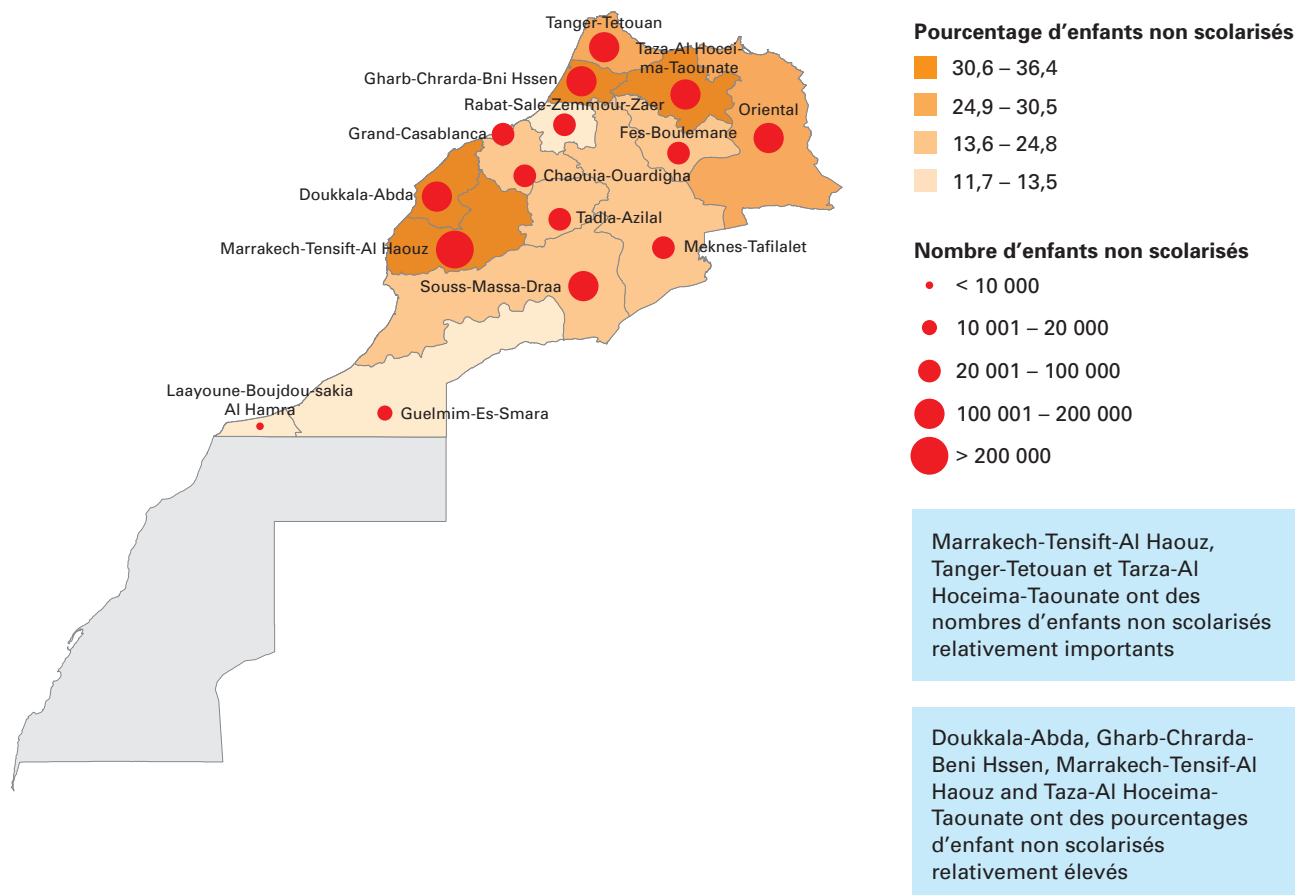 Tanger-Tetouan
Taza-Al Hocei-
ma-Taounate
Gharb-Chrarda-Bni Hssen
Rabat-Sale-Zemmour-Zaer
Oriental
Grand-Casablanca
Fes-Boulemane
Chaouia-Ouardigha
Doukkala-Abda
Tadla-Azilal
Marrakech-Tensift-Al Haouz
Meknes-Tafilalet
Souss-Massa-Draa
Laayoune-Boujdou-sakia
Al Hamra
Guelmim-Es-Smara
Pourcentage d’enfants non scolarisés
30,6 – 36,4
24,9 – 30,5
13,6 – 24,8
11,7 – 13,5
Nombre d’enfants non scolarisés
< 10 000
10 001 – 20 000
20 001 – 100 000
100 001 – 200 000
> 200 000
Marrakech-Tensift-Al Haouz,
Tanger-Tetouan et Tarza-Al
Hoceima-Taounate ont des
nombres d’enfants non scolarisés
relativement importants
Doukkala-Abda, Gharb-Chrarda-
Beni Hssen, Marrakech-Tensif-Al
Haouz and Taza-Al Hoceima-
Taounate ont des pourcentages
d’enfant non scolarisés
relativement élevés